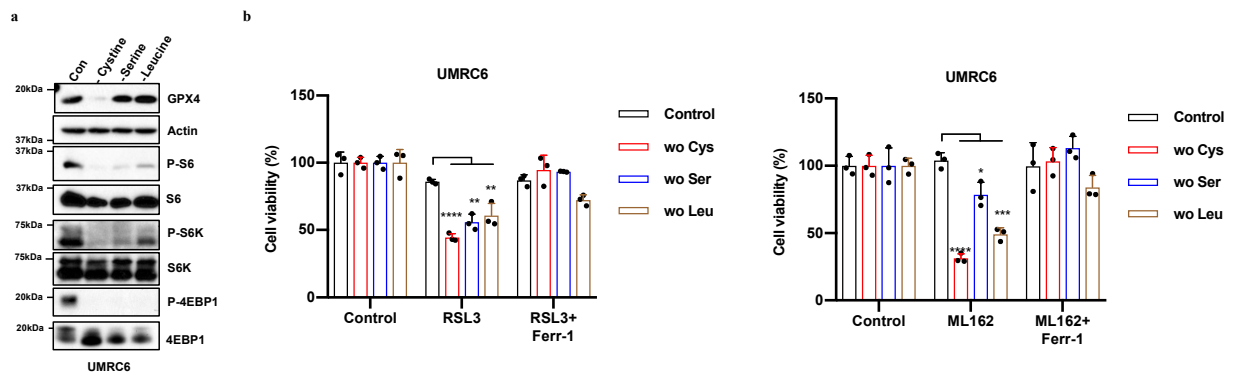 a
Con
- Cystine
-Serine
-Leucine
20kDa
GPX4
Actin
37kDa
37kDa
P-S6
37kDa
S6
75kDa
P-S6K
75kDa
S6K
20kDa
P-4EBP1
20kDa
4EBP1
UMRC6
b
UMRC6
Cell viability (%)
150
100
50
0
****
**
**
Control
RSL3
RSL3+
Ferr-1
Control
wo Cys
wo Ser
wo Leu
UMRC6
Cell viability (%)
150
100
50
0
****
*
***
Control
ML162
ML162+
Ferr-1
Control
wo Cys
wo Ser
wo Leu